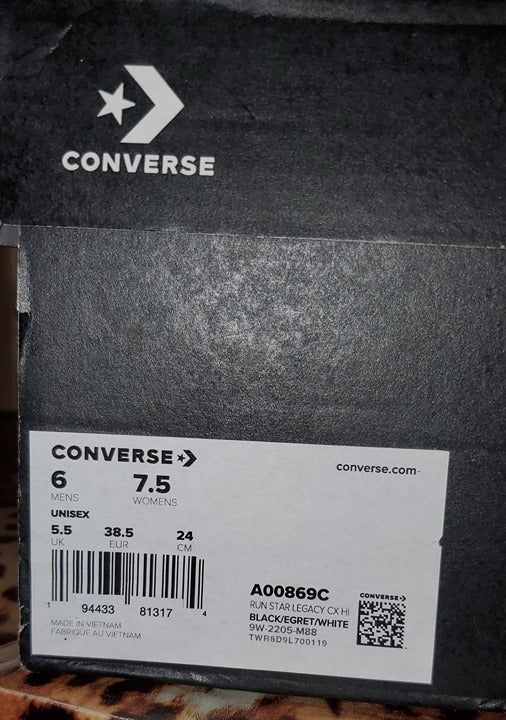 CONVERSE
CONVERSE
converse.com
6 7.5
MENS WOMENS
UNISEX
5.5 38.5 24
UK EUR CM
1 94433 81317 4
MADE IN VIETNAM
FABRIQUE AU VIETNAM
A00869C
RUN STAR LEGACY CX HI
BLACK/EGRET/WHITE
9W-2205-M88
TWR8D9L700119
CONVERSE